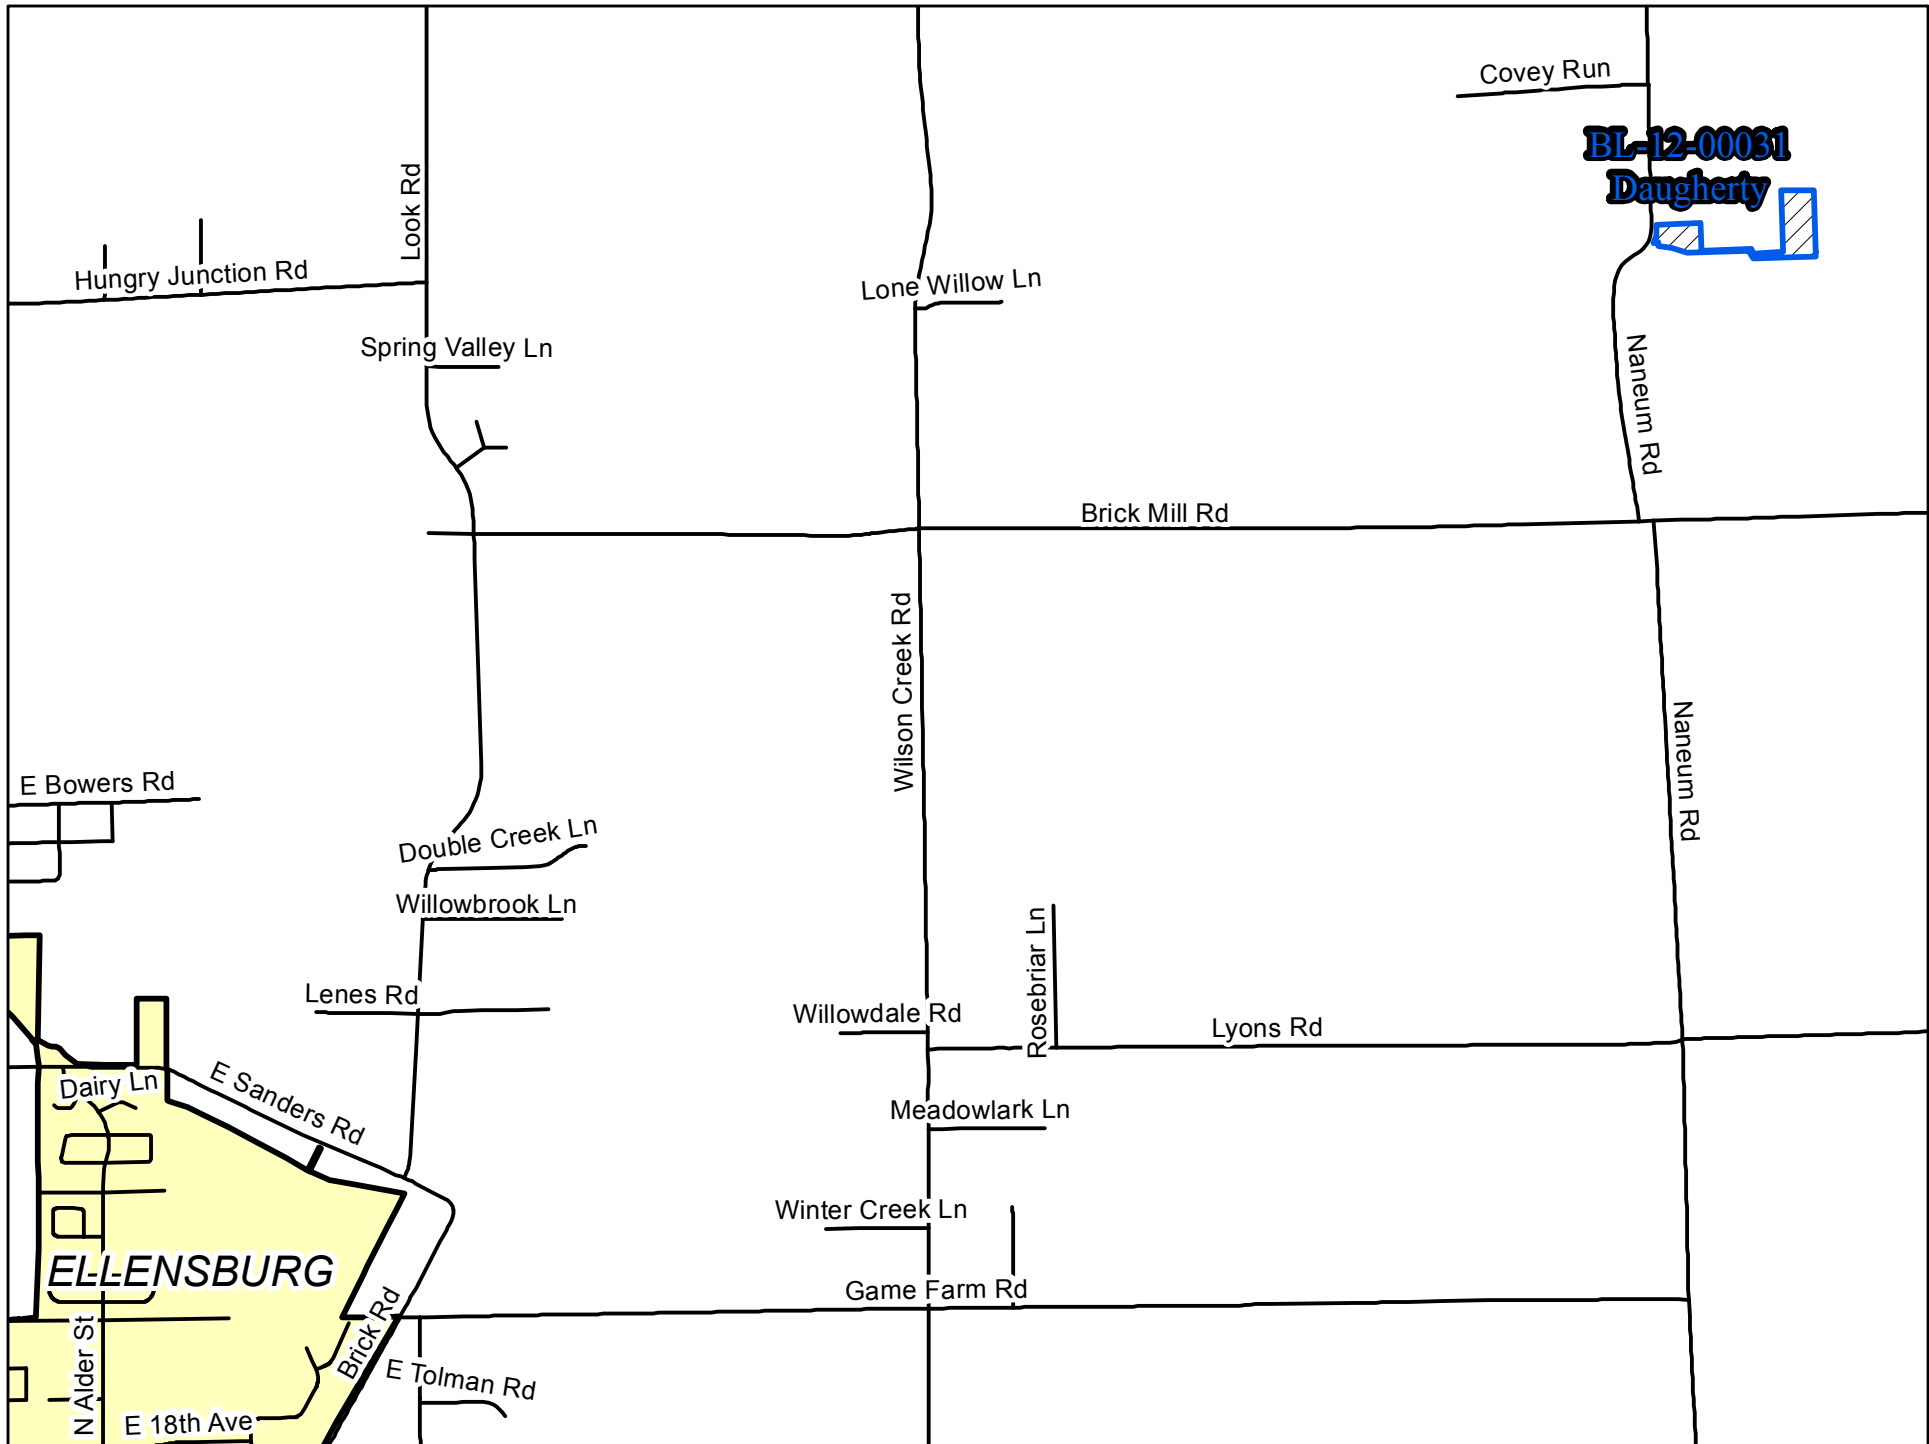 Covey Run
BL-12-00031
Daugherty
Look Rd
Hungry Junction Rd
Lone Willow Ln
Spring Valley Ln
Naneum Rd
Brick Mill Rd
Wilson Creek Rd
Naneum Rd
E Bowers Rd
Double Creek Ln
Willowbrook Ln
Rosebriar Ln
Lenes Rd
Willowdale Rd
Lyons Rd
Dairy Ln
E Sanders Rd
Meadowlark Ln
Winter Creek Ln
ELLENSBURG
Game Farm Rd
Brick Rd
N Alder St
E Tolman Rd
E 18th Ave